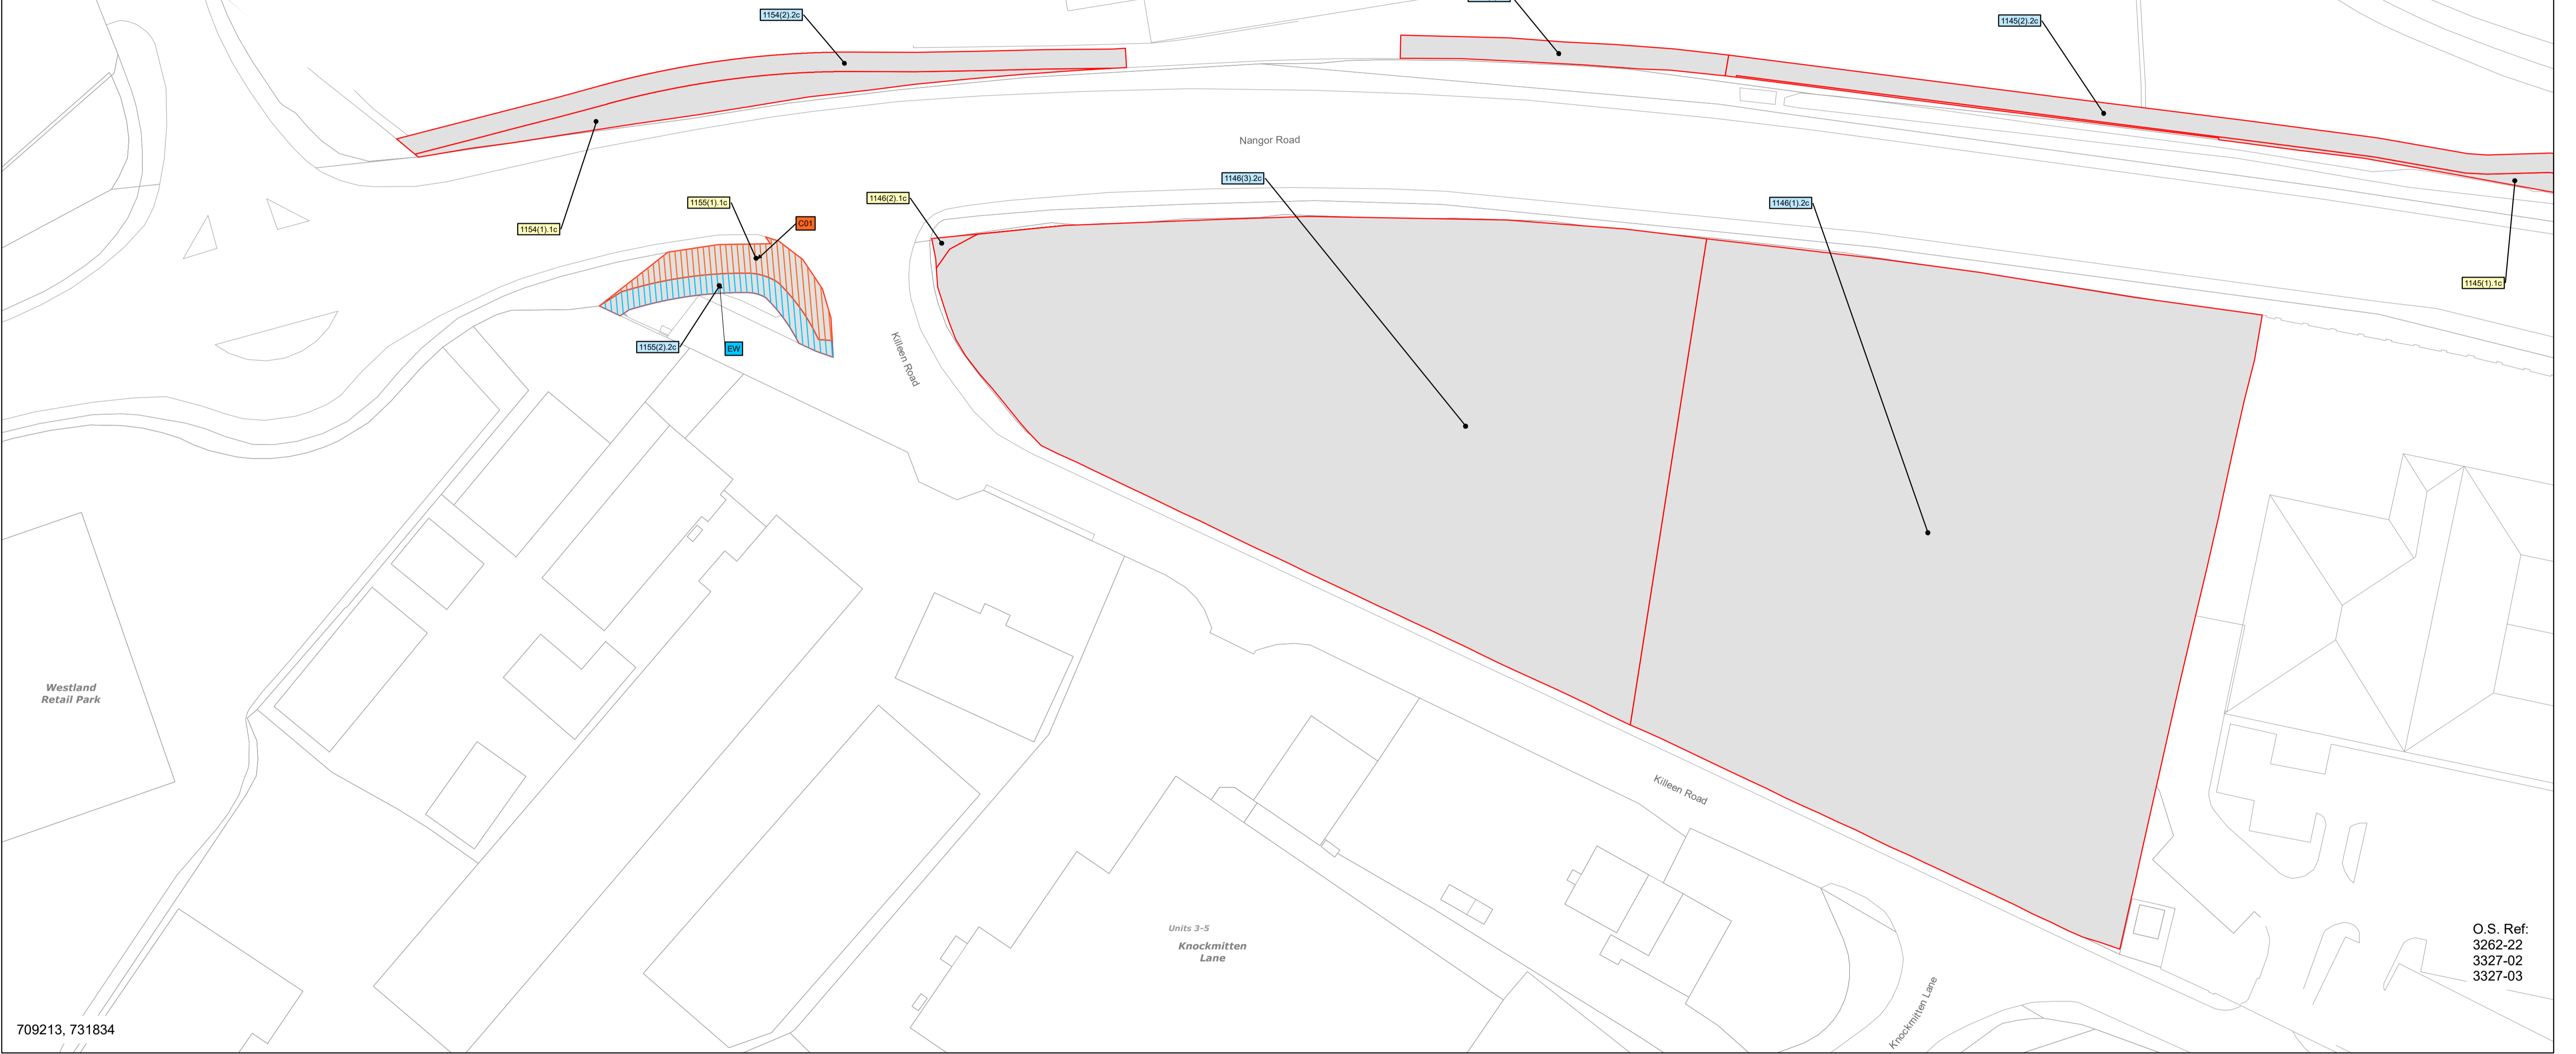 1154(2).2c
1145(2).2c
Nangor Road
1146(3).2c
1155(1).1c
1146(2).1c
1146(1).2c
C01
1154(1).1c
1145(1).1c
1155(2).2c
EW
Killeen Road
Westland
Retail Park
Killeen Road
Units 3-5
Knockmitten
Lane
O.S. Ref:
3262-22
3327-02
3327-03
Knockmitten Lane
709213, 731834